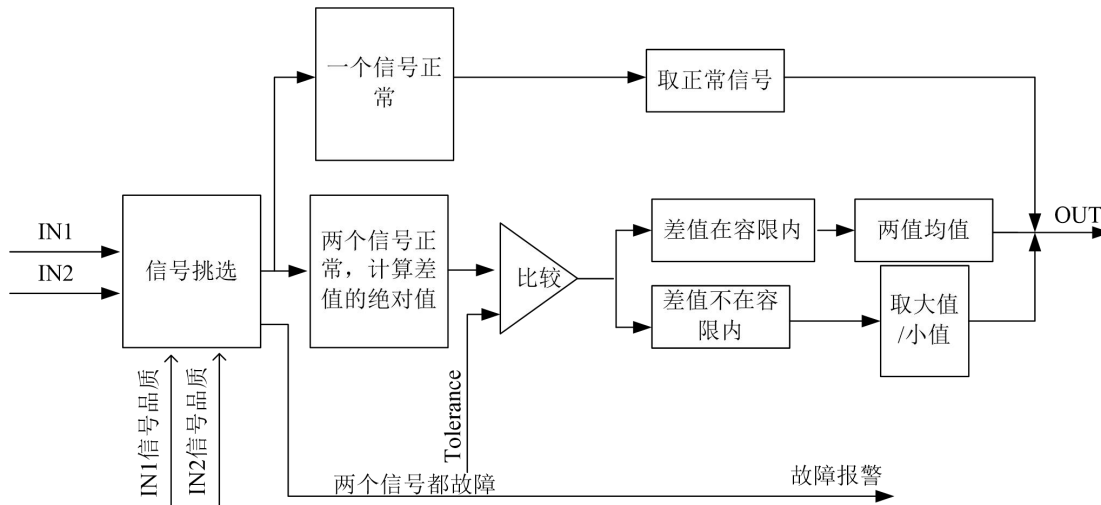 一个信号正
常
取正常信号
IN1
IN2
信号挑选
两个信号正
常，计算差
值的绝对值
比较
差值在容限内
两值均值
OUT
差值不在容
限内
取大值
/小值
IN1信号品质
IN2信号品质
Tolerance
两个信号都故障
故障报警